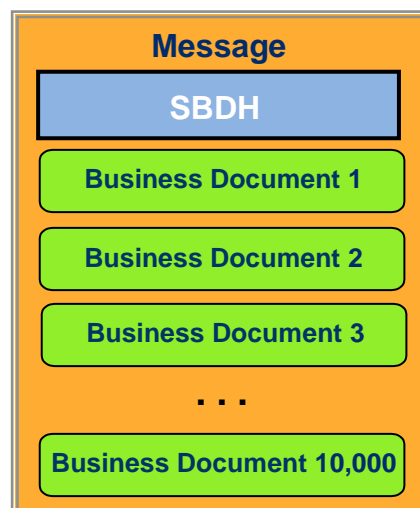 Message
SBDH
Business Document 1
Business Document 2
Business Document 3
. . .
Business Document 10,000